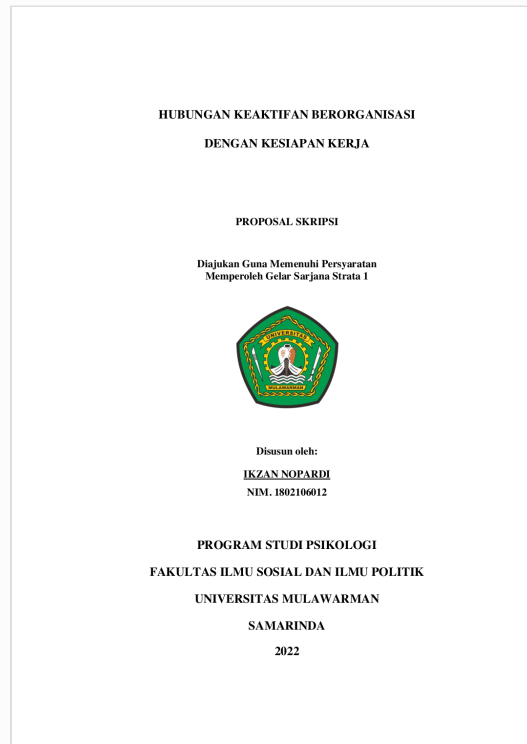 HUBUNGAN KEAKTIFAN BERORGANISASI
DENGAN KESIAPAN KERJA
PROPOSAL SKRIPSI
Diajukan Guna Memenuhi Persyaratan
Memperoleh Gelar Sarjana Strata 1
UNIVERSITAS
MULAWARMAN
Disusun oleh:
IKZAN NOPARDI
NIM. 1802106012
PROGRAM STUDI PSIKOLOGI
FAKULTAS ILMU SOSIAL DAN ILMU POLITIK
UNIVERSITAS MULAWARMAN
SAMARINDA
2022